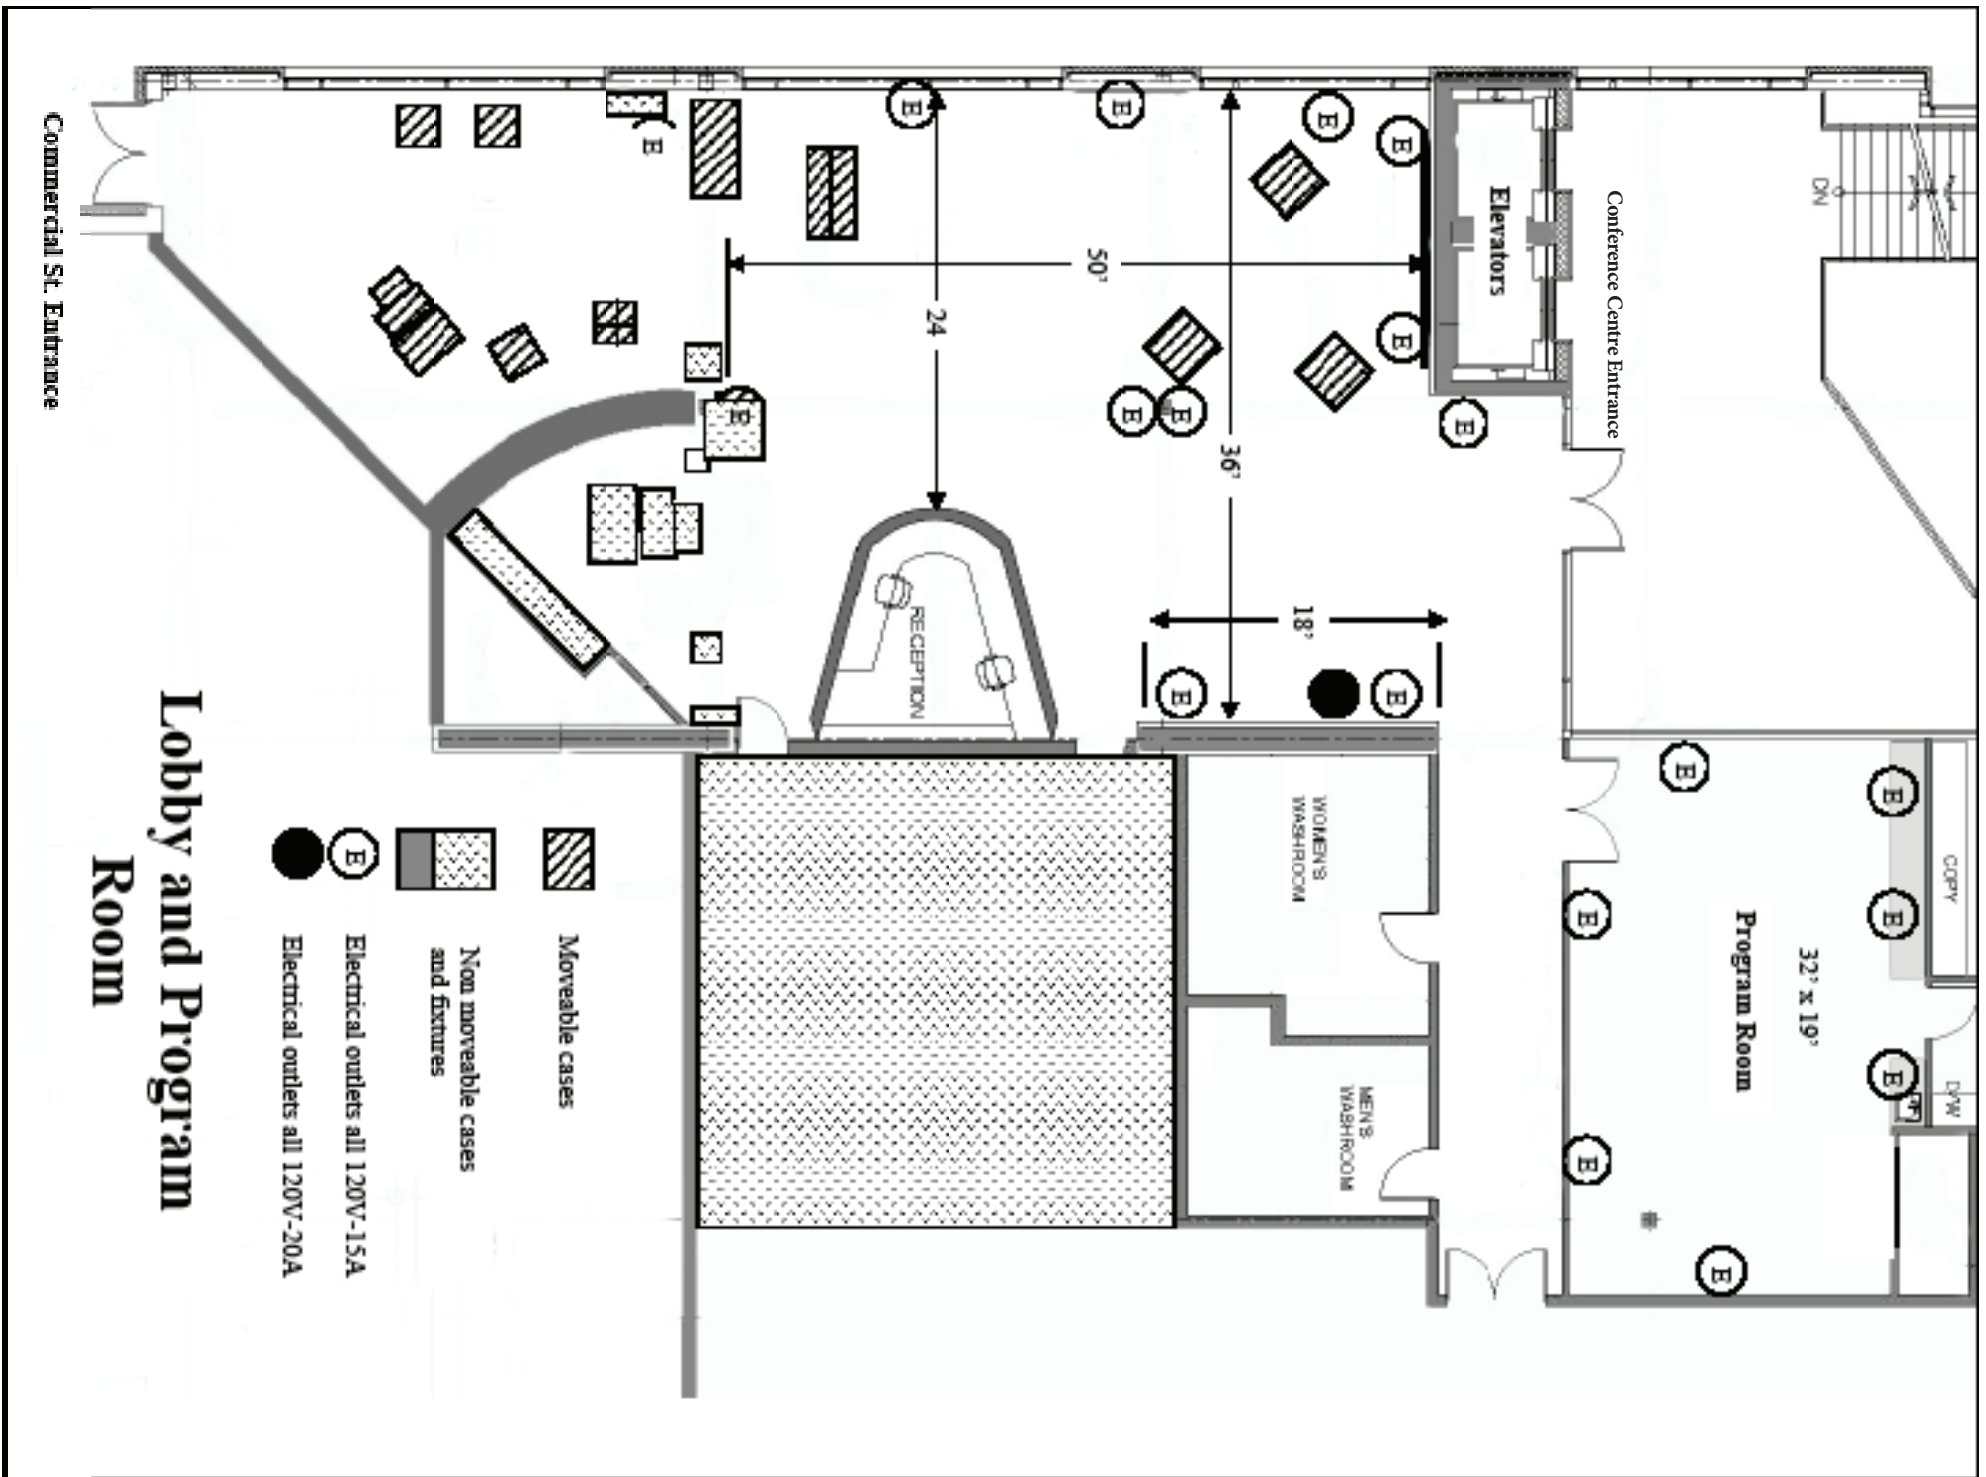 Lobby and Program
Room
Commercial St. Entrance
Conference Centre Entrance
Elevators
DN
E
E
E
E
E
E
50'
24
36'
E
E
E
E
18'
RECEPTION
E
E
E
E
E
COPY
E
E
32' x 19'
Program Room
E
D/W
E
E
WOMEN'S
WASHROOM
MEN'S
WASHROOM
Moveable cases
Non moveable cases
and fixtures
E
Electrical outlets all 120V-15A
Electrical outlets all 120V-20A